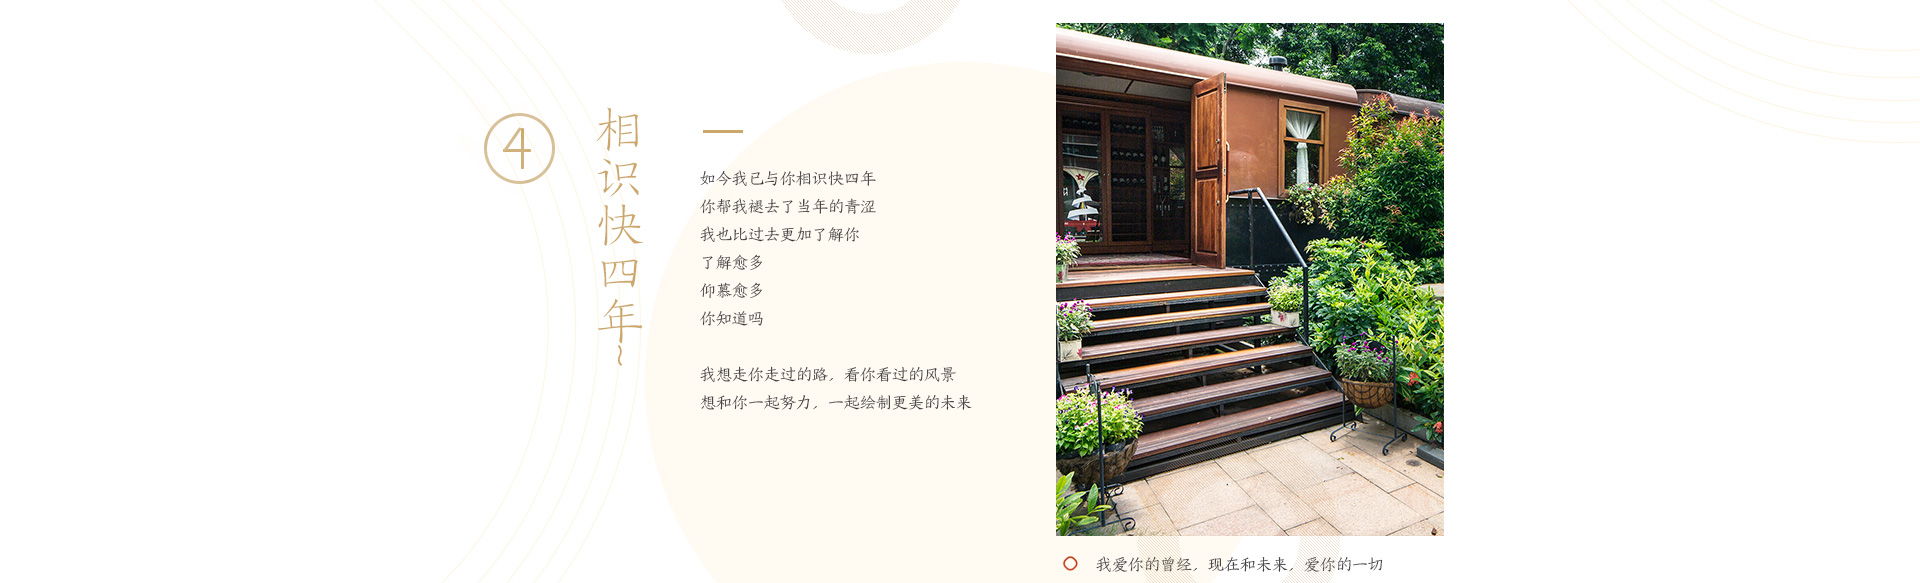 4
相识快四年~
如今我已与你相识快四年
你帮我褪去了当年的青涩
我也比过去更加了解你
了解愈多
仰慕愈多
你知道吗
我想走你走过的路，看你看过的风景
想和你一起努力，一起绘制更美的未来
我爱你的曾经，现在和未来，爱你的一切